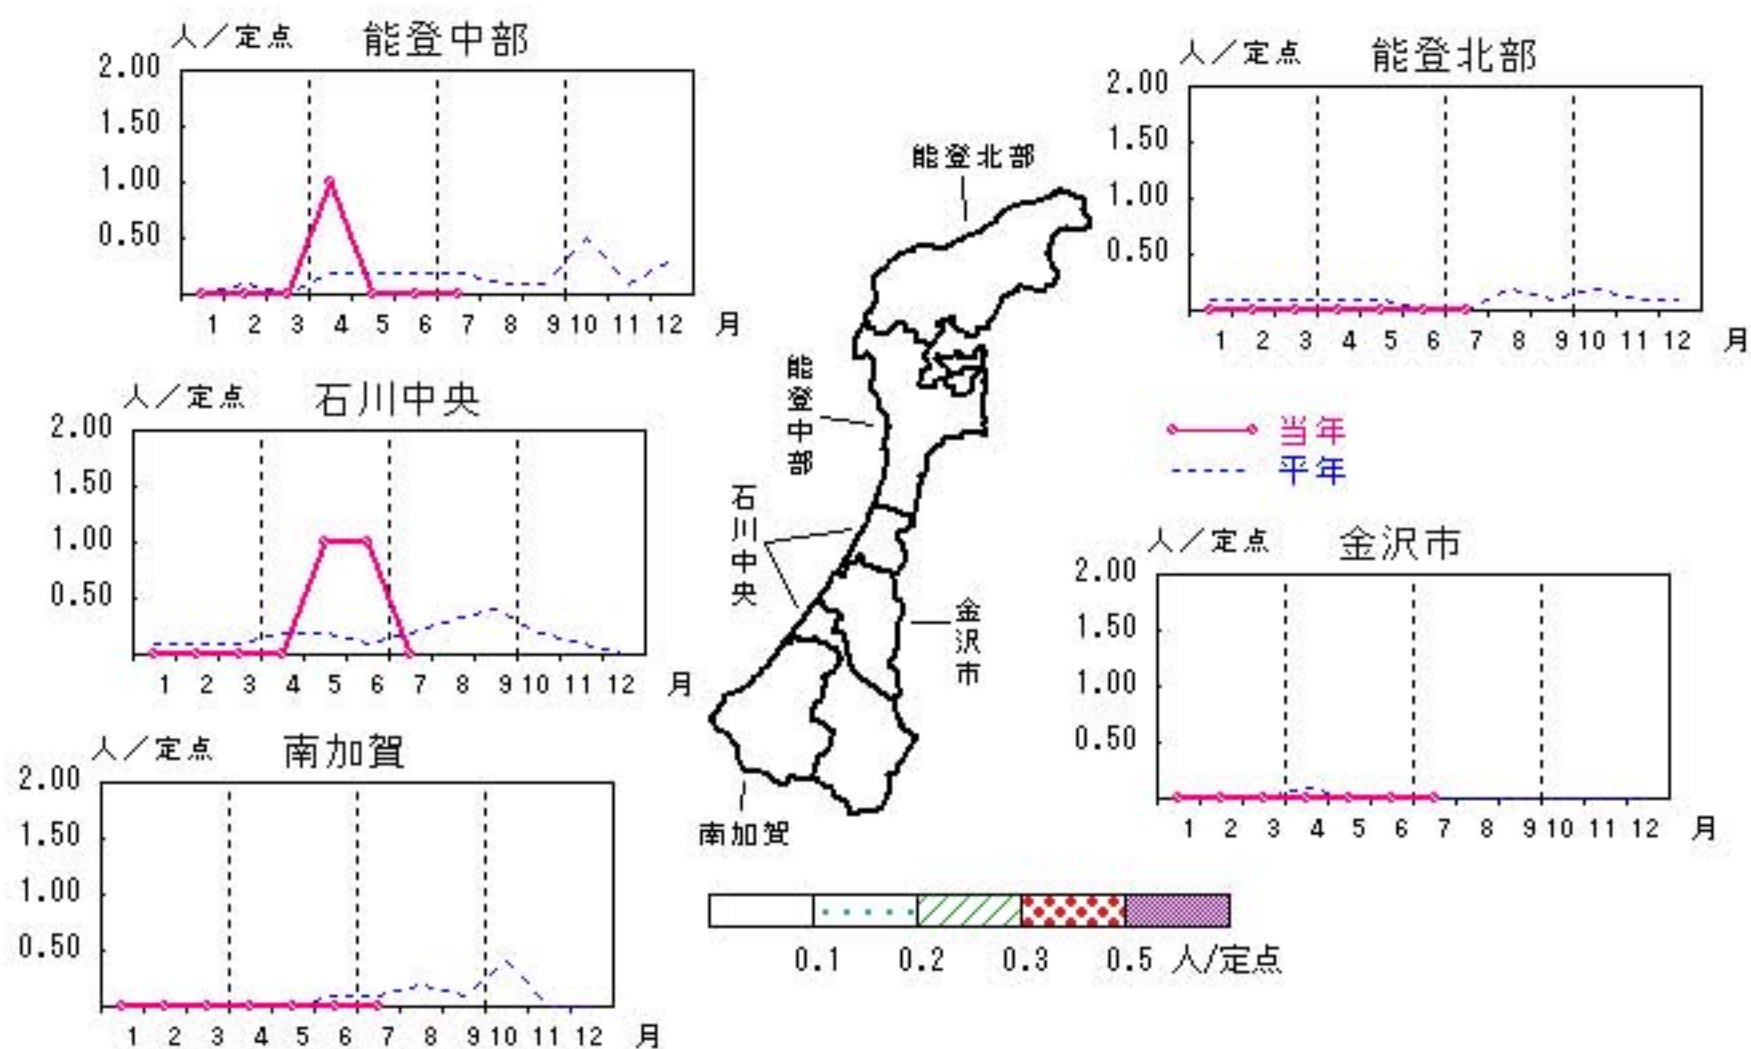 人／定点 能登中部
2.00
1.50
1.00
0.50
1 2 3 4 5 6 7 8 9 10 11 12 月
人／定点 能登北部
2.00
1.50
1.00
0.50
1 2 3 4 5 6 7 8 9 10 11 12 月
人／定点 石川中央
2.00
1.50
1.00
0.50
1 2 3 4 5 6 7 8 9 10 11 12 月
能登北部
能登中部
石川中央
金沢市
南加賀
当年
平年
人／定点 金沢市
2.00
1.50
1.00
0.50
1 2 3 4 5 6 7 8 9 10 11 12 月
人／定点 南加賀
2.00
1.50
1.00
0.50
1 2 3 4 5 6 7 8 9 10 11 12 月
0.1 0.2 0.3 0.5 人/定点